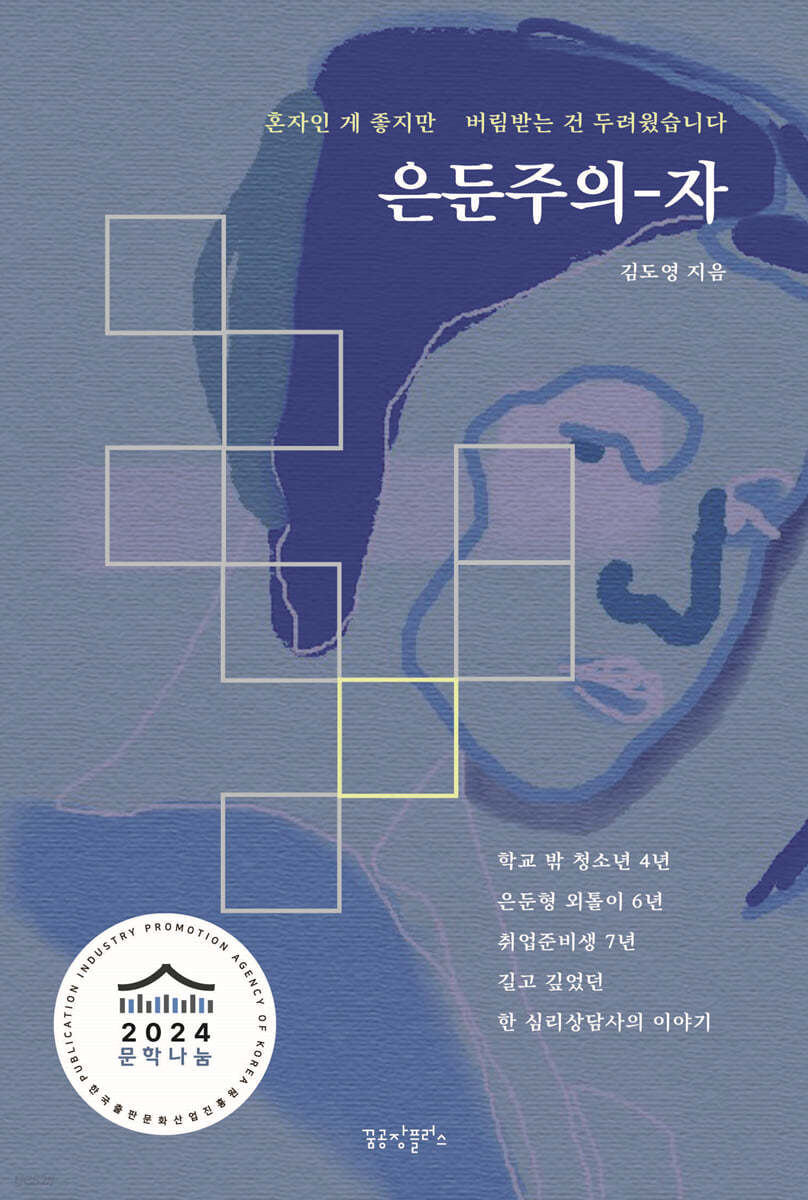 혼자인 게 좋지만 버림받는 건 두려웠습니다
은둔주의-자
김도영 지음
학교 밖 청소년 4년
은둔형 외톨이 6년
취업준비생 7년
길고 깊었던
한 심리상담사의 이야기
PUBLICATION INDUSTRY PROMOTION AGENCY OF KOREA
2024
문학나눔
한국출판문화산업진흥원
꿈공장플러스
YES24